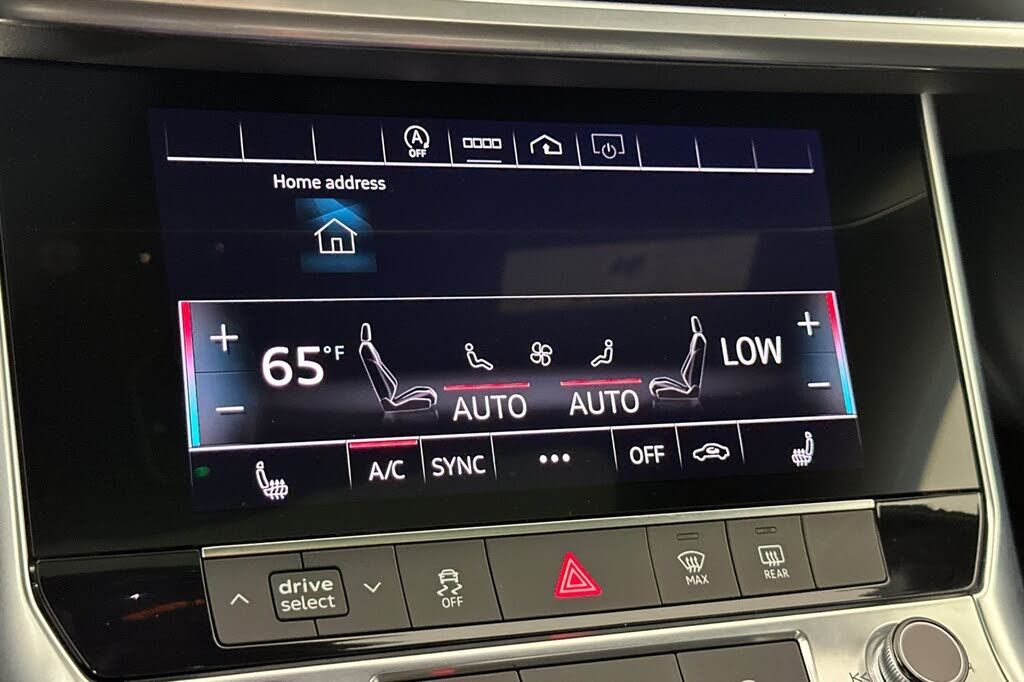 A
OFF
Home address
65°F
LOW
AUTO
AUTO
A/C
SYNC
OFF
drive
select
OFF
MAX
REAR